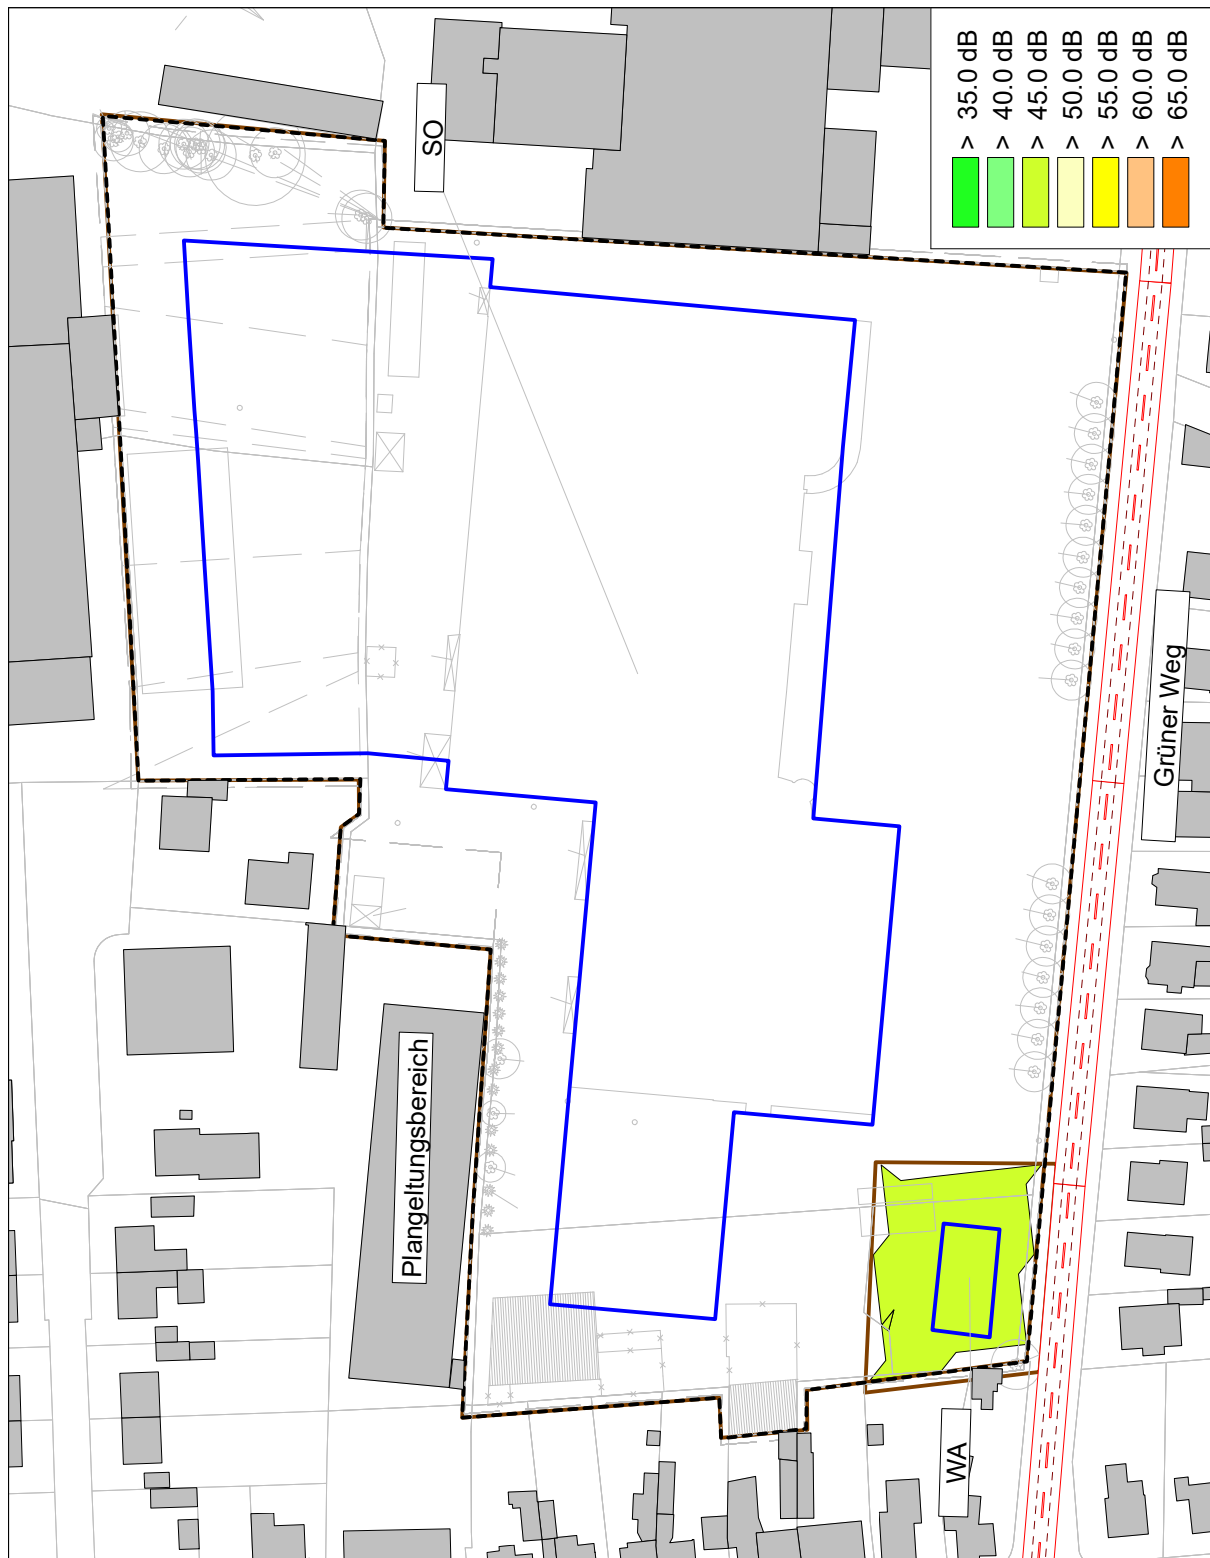 SO
> 35.0 dB
> 40.0 dB
> 45.0 dB
> 50.0 dB
> 55.0 dB
> 60.0 dB
> 65.0 dB
Grüner Weg
Plangeltungsbereich
WA